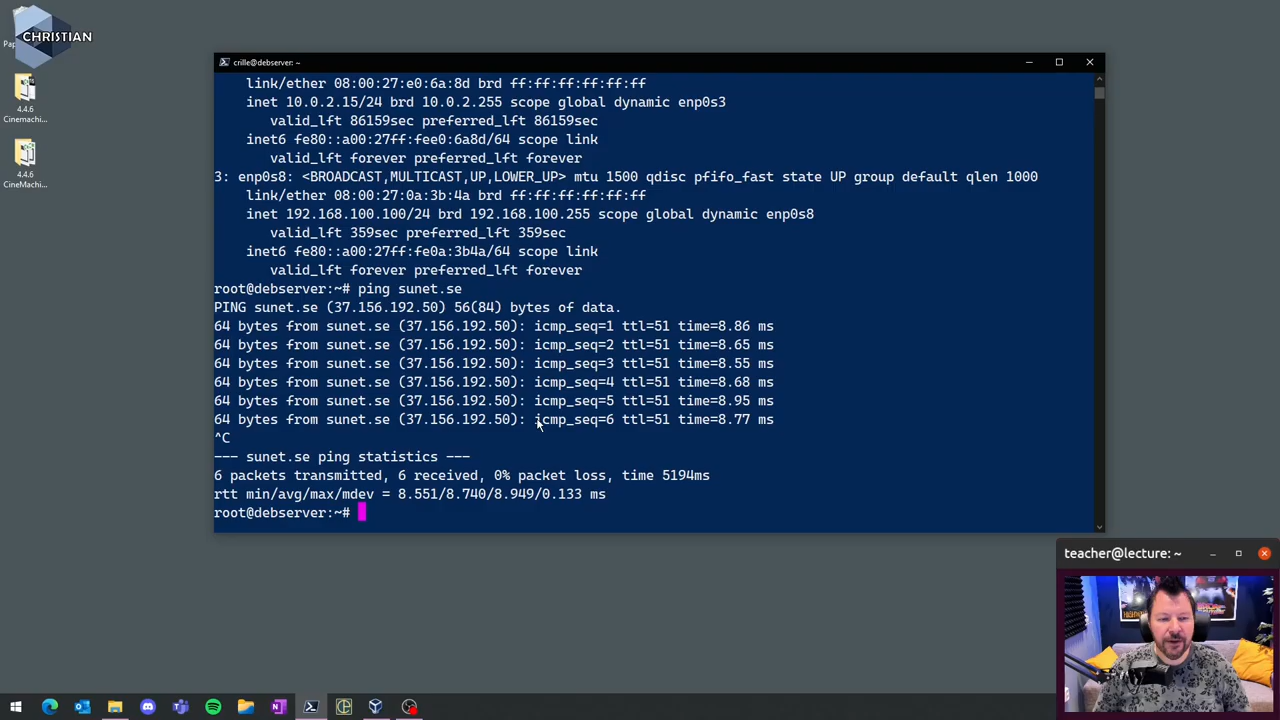 CHRISTIAN
Pap
4.4.6
Cinemachi...
4.4.6
CineMachi...
crille@debserver: ~
link/ether 08:00:27:e0:6a:8d brd ff:ff:ff:ff:ff:ff
inet 10.0.2.15/24 brd 10.0.2.255 scope global dynamic enp0s3
valid_lft 86159sec preferred_lft 86159sec
inet6 fe80::a00:27ff:fee0:6a8d/64 scope link
valid_lft forever preferred_lft forever
3: enp0s8: <BROADCAST,MULTICAST,UP,LOWER_UP> mtu 1500 qdisc pfifo_fast state UP group default qlen 1000
link/ether 08:00:27:0a:3b:4a brd ff:ff:ff:ff:ff:ff
inet 192.168.100.100/24 brd 192.168.100.255 scope global dynamic enp0s8
valid_lft 359sec preferred_lft 359sec
inet6 fe80::a00:27ff:fe0a:3b4a/64 scope link
valid_lft forever preferred_lft forever
root@debserver:~# ping sunet.se
PING sunet.se (37.156.192.50) 56(84) bytes of data.
64 bytes from sunet.se (37.156.192.50): icmp_seq=1 ttl=51 time=8.86 ms
64 bytes from sunet.se (37.156.192.50): icmp_seq=2 ttl=51 time=8.65 ms
64 bytes from sunet.se (37.156.192.50): icmp_seq=3 ttl=51 time=8.55 ms
64 bytes from sunet.se (37.156.192.50): icmp_seq=4 ttl=51 time=8.68 ms
64 bytes from sunet.se (37.156.192.50): icmp_seq=5 ttl=51 time=8.95 ms
64 bytes from sunet.se (37.156.192.50): icmp_seq=6 ttl=51 time=8.77 ms
^C
--- sunet.se ping statistics ---
6 packets transmitted, 6 received, 0% packet loss, time 5194ms
rtt min/avg/max/mdev = 8.551/8.740/8.949/0.133 ms
root@debserver:~#
teacher@lecture: ~